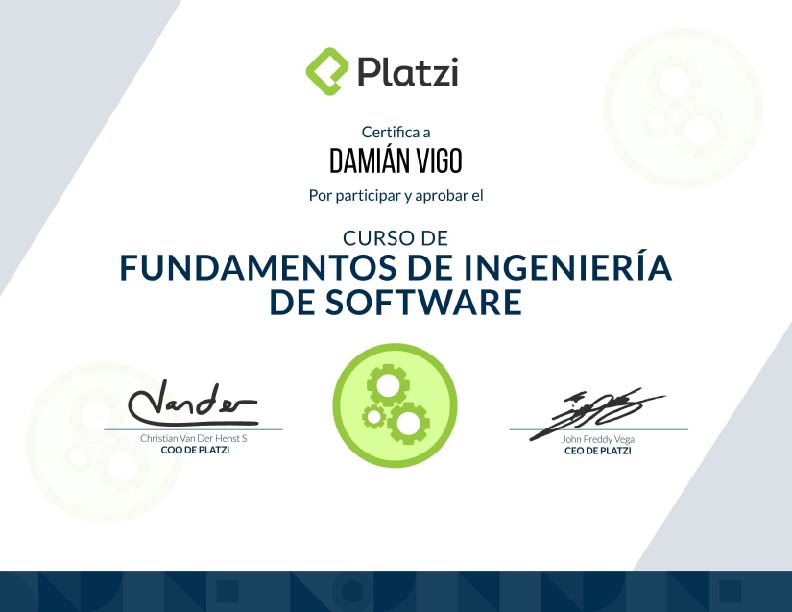 Platzi
Certifica a
DAMIÁN VIGO
Por participar y aprobar el
CURSO DE
FUNDAMENTOS DE INGENIERÍA
DE SOFTWARE
Vander
Christian Van Der Henst S
COO DE PLATZI
John Freddy Vega
CEO DE PLATZI